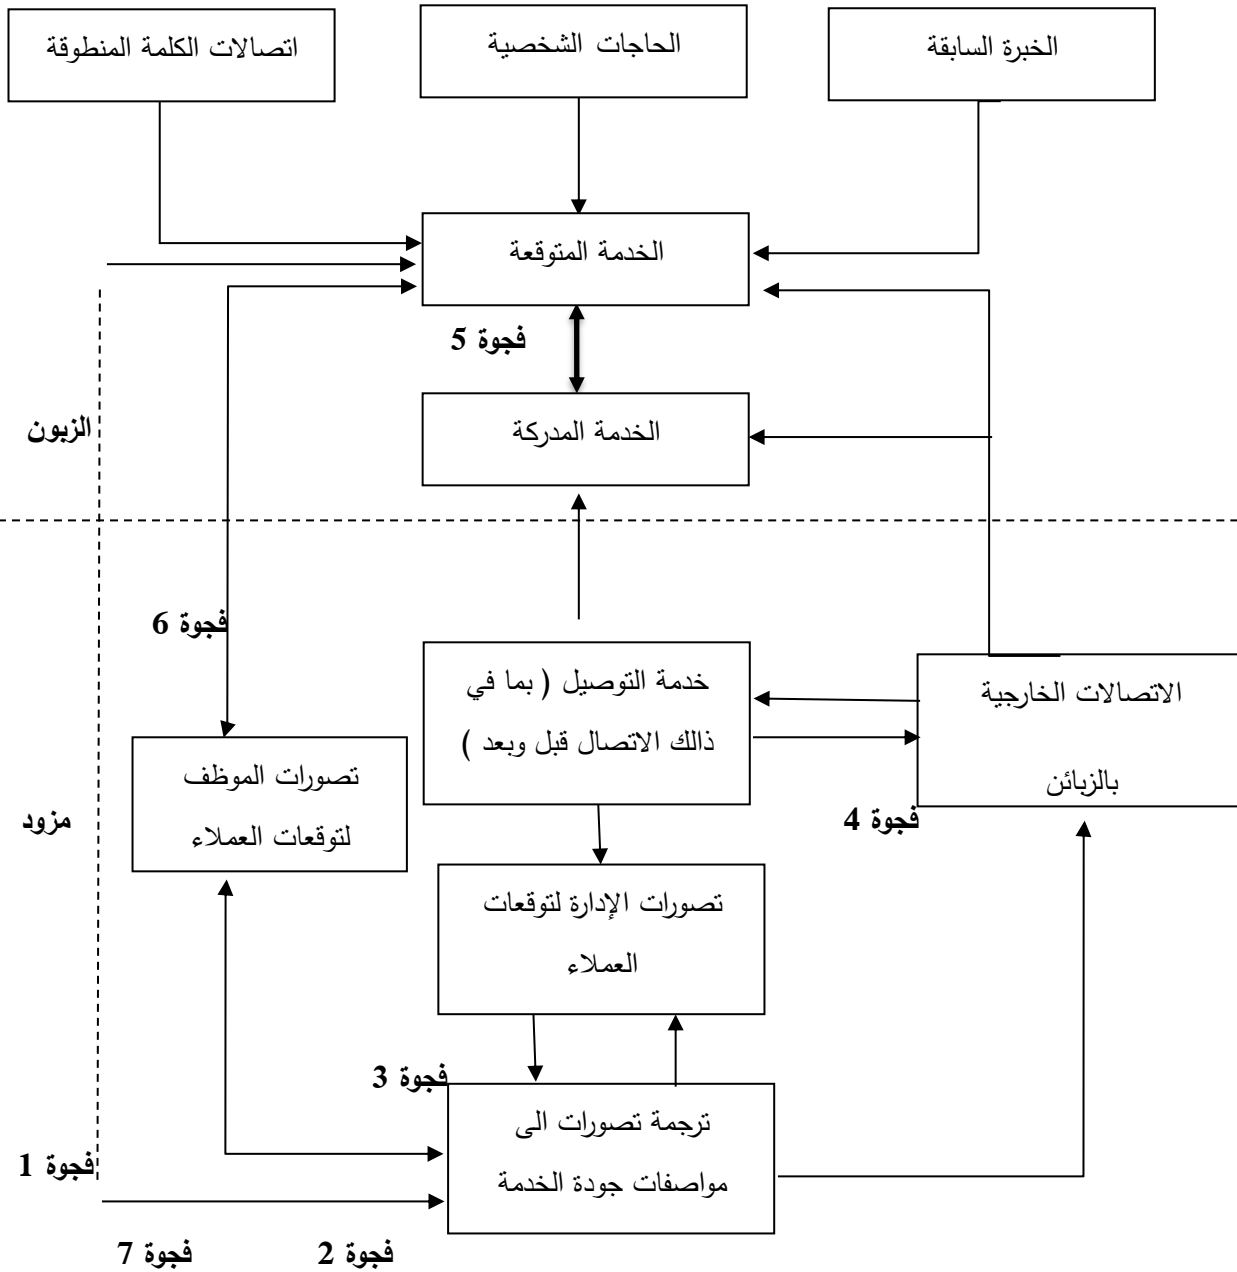 الخبرة السابقة
الحاجات الشخصية
اتصالات الكلمة المنطوقة
الخدمة المتوقعة
فجوة 5
الخدمة المدركة
الزبون
فجوة 6
خدمة التوصيل ( بما في
ذالك الاتصال قبل وبعد )
الاتصالات الخارجية
بالزبائن
تصورات الموظف
لتوقعات العملاء
فجوة 4
مزود
تصورات الإدارة لتوقعات
العملاء
فجوة 3
ترجمة تصورات الى
مواصفات جودة الخدمة
فجوة 1
فجوة 2
فجوة 7